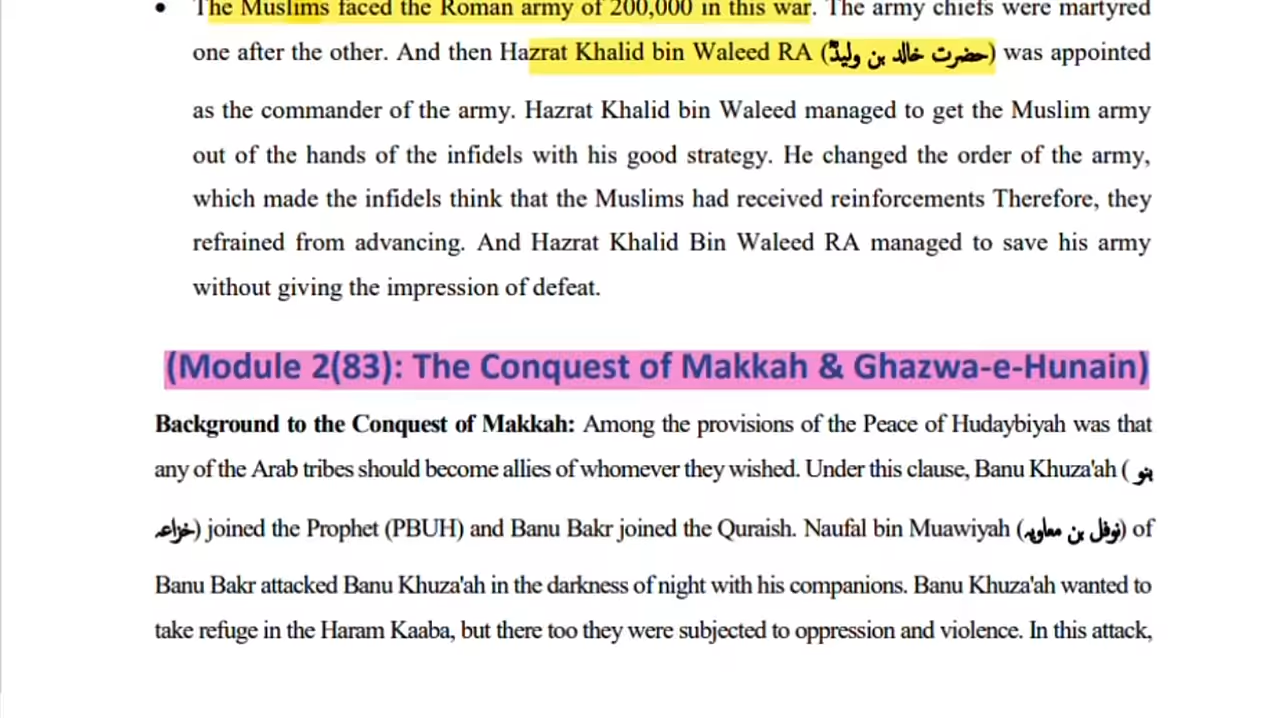 • The Muslims faced the Roman army of 200,000 in this war. The army chiefs were martyred
one after the other. And then Hazrat Khalid bin Waleed RA (حضرت خالد بن ولیدؓ) was appointed
as the commander of the army. Hazrat Khalid bin Waleed managed to get the Muslim army
out of the hands of the infidels with his good strategy. He changed the order of the army,
which made the infidels think that the Muslims had received reinforcements Therefore, they
refrained from advancing. And Hazrat Khalid Bin Waleed RA managed to save his army
without giving the impression of defeat.
(Module 2(83): The Conquest of Makkah & Ghazwa-e-Hunain)
Background to the Conquest of Makkah: Among the provisions of the Peace of Hudaybiyah was that
any of the Arab tribes should become allies of whomever they wished. Under this clause, Banu Khuza'ah ( بنو
خزاعہ) joined the Prophet (PBUH) and Banu Bakr joined the Quraish. Naufal bin Muawiyah (نوفل بن معاویہ) of
Banu Bakr attacked Banu Khuza'ah in the darkness of night with his companions. Banu Khuza'ah wanted to
take refuge in the Haram Kaaba, but there too they were subjected to oppression and violence. In this attack,